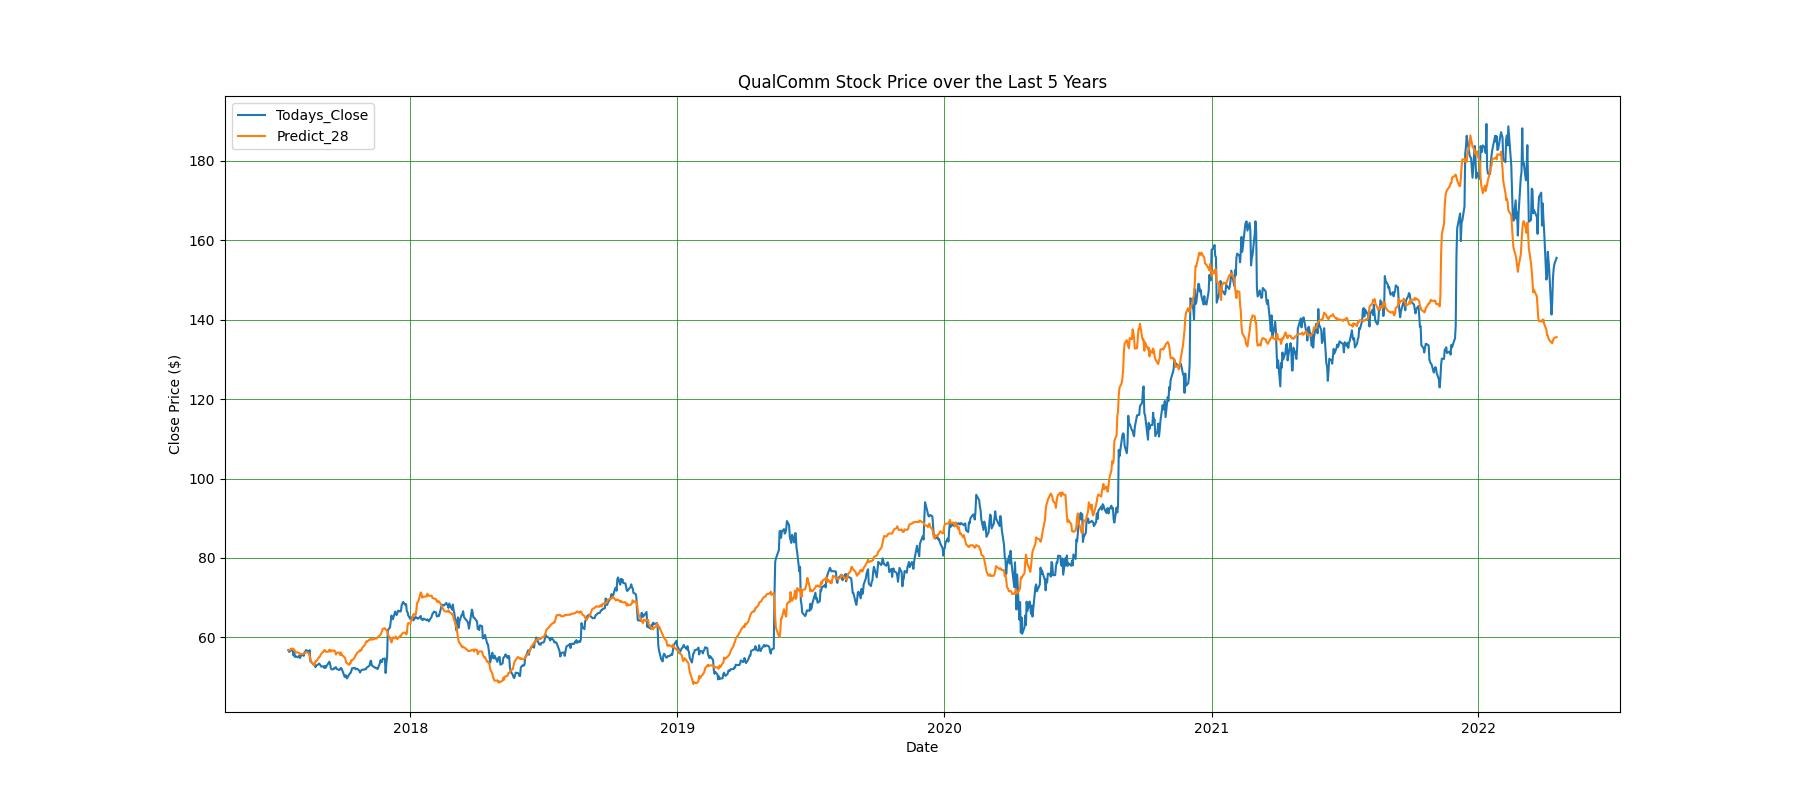 QualComm Stock Price over the Last 5 Years
Todays_Close
Predict_28
180
160
140
120
100
80
60
Close Price ($)
2018 2019 2020 2021 2022
Date